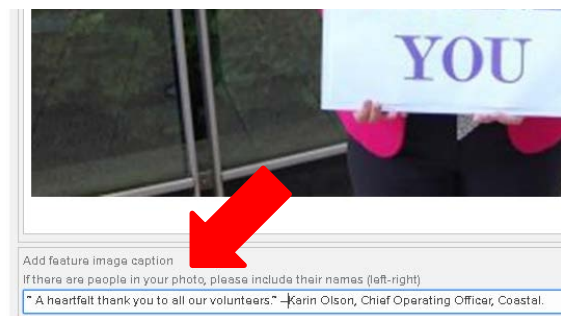 YOU
Add feature image caption
If there are people in your photo, please include their names (left-right)
" A heartfelt thank you to all our volunteers." –Karin Olson, Chief Operating Officer, Coastal.